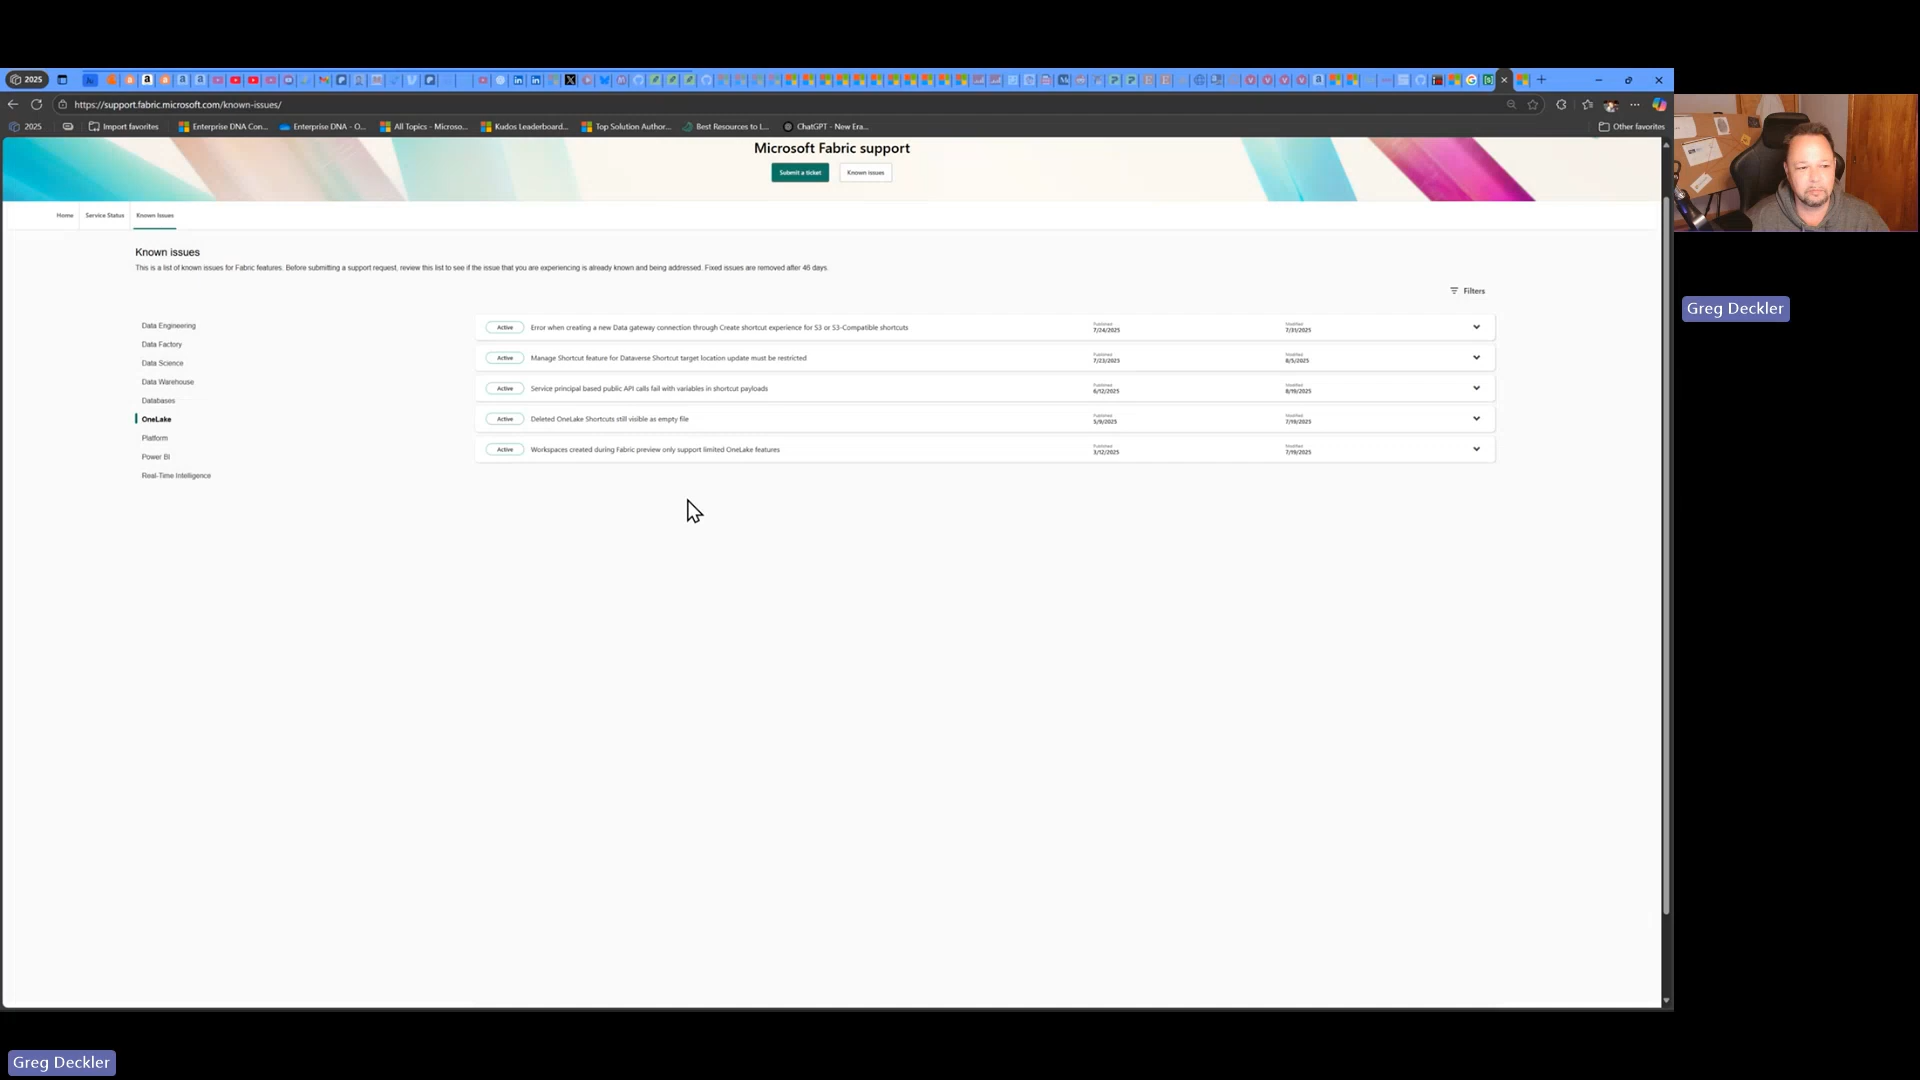 2025
https://support.fabric.microsoft.com/known-issues/
2025
Import favorites
Enterprise DNA Con...
Enterprise DNA - O...
All Topics - Microso...
Kudos Leaderboard...
Top Solution Author...
Best Resources to L...
ChatGPT - New Era...
Other favorites
Microsoft Fabric support
Submit a ticket
Known issues
Home
Service Status
Known Issues
Known issues
This is a list of known issues for Fabric features. Before submitting a support request, review this list to see if the issue that you are experiencing is already known and being addressed. Fixed issues are removed after 46 days.
Filters
Data Engineering
Data Factory
Data Science
Data Warehouse
Databases
OneLake
Platform
Power BI
Real-Time Intelligence
Active Error when creating a new Data gateway connection through Create shortcut experience for S3 or S3-Compatible shortcuts Published 7/24/2025 Modified 7/31/2025
Active Manage Shortcut feature for Dataverse Shortcut target location update must be restricted Published 7/23/2025 Modified 8/5/2025
Active Service principal based public API calls fail with variables in shortcut payloads Published 6/12/2025 Modified 8/19/2025
Active Deleted OneLake Shortcuts still visible as empty file Published 5/9/2025 Modified 7/19/2025
Active Workspaces created during Fabric preview only support limited OneLake features Published 3/12/2025 Modified 7/19/2025
Greg Deckler
Greg Deckler